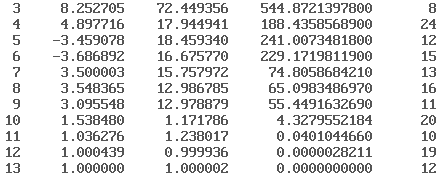 3 8.252705 72.449356 544.8721397800 8
4 4.897716 17.944941 188.4358568900 24
5 -3.459078 18.459340 241.0073481800 12
6 -3.686892 16.675770 229.1719811900 15
7 3.500003 15.757972 74.8058684210 13
8 3.548365 12.986785 65.0983486970 16
9 3.095548 12.978879 55.4491632690 11
10 1.538480 1.171786 4.3279552184 20
11 1.036276 1.238017 0.0401044660 10
12 1.000439 0.999936 0.0000028211 19
13 1.000000 1.000002 0.0000000000 12